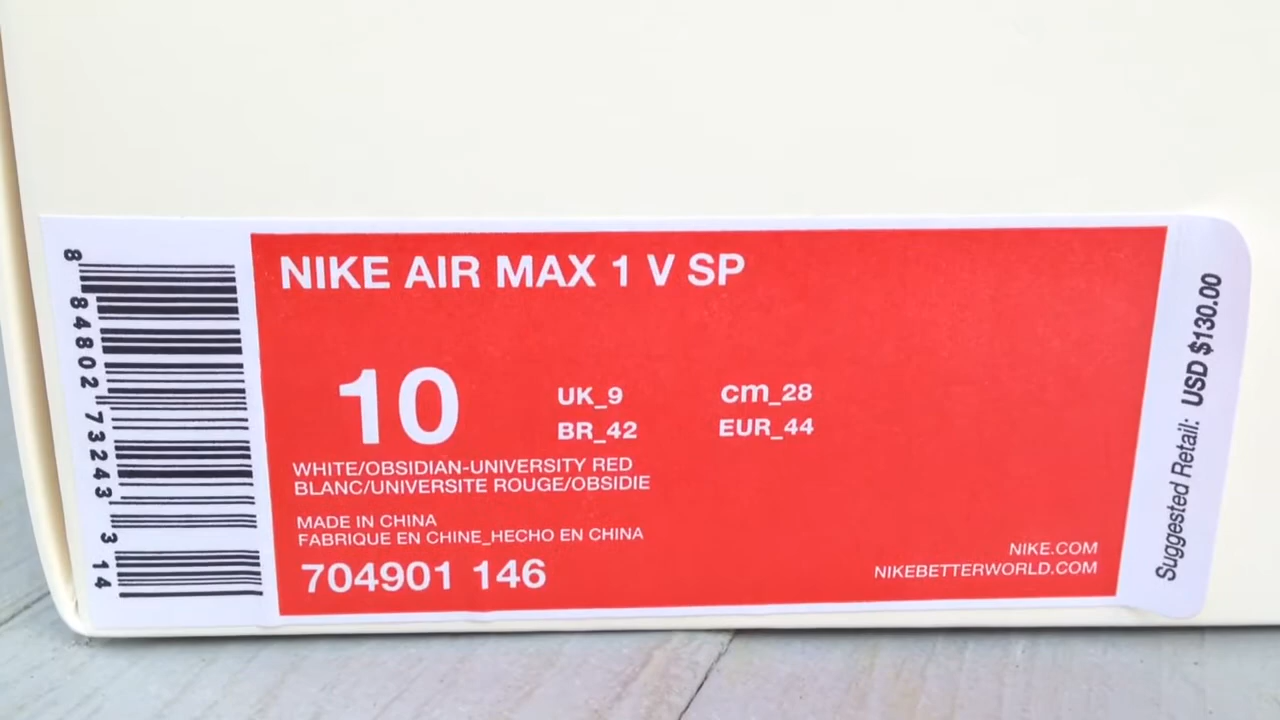 NIKE AIR MAX 1 V SP
10
UK_9 cm_28
BR_42 EUR_44
WHITE/OBSIDIAN-UNIVERSITY RED
BLANC/UNIVERSITE ROUGE/OBSIDIE
MADE IN CHINA
FABRIQUE EN CHINE_HECHO EN CHINA
704901 146
NIKE.COM
NIKEBETTERWORLD.COM
8 84802 73243 3 14
Suggested Retail: USD $130.00